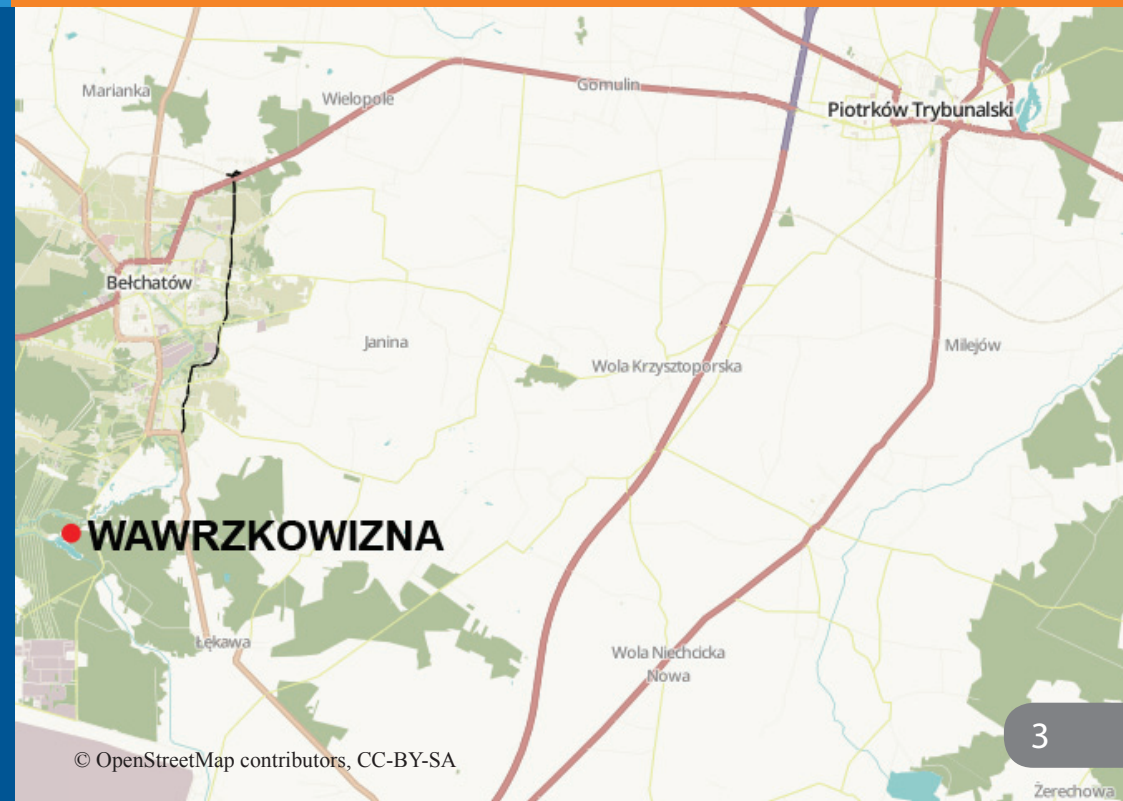 Marianka
Wielopole
Gomulin
Piotrków Trybunalski
Bełchatów
Janina
Wola Krzysztoporska
Milejów
WAWRZKOWIZNA
Łękawa
Wola Niechcicka
Nowa
3
© OpenStreetMap contributors, CC-BY-SA
Żerechowa